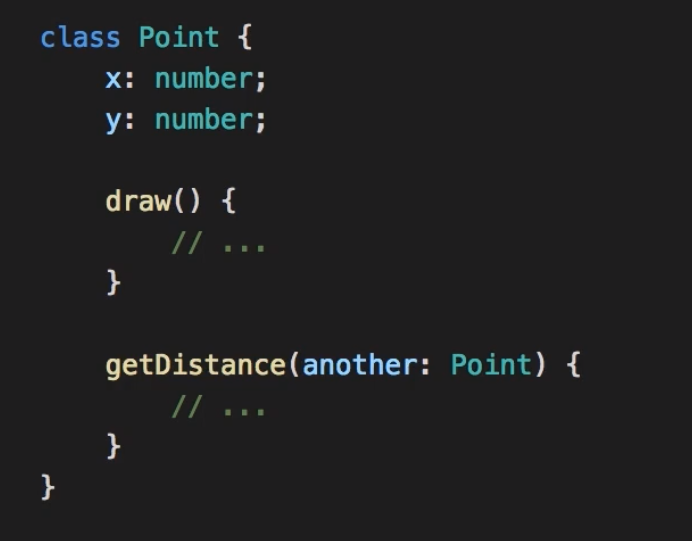 class Point {
    x: number;
    y: number;

    draw() {
        // ...
    }

    getDistance(another: Point) {
        // ...
    }
}